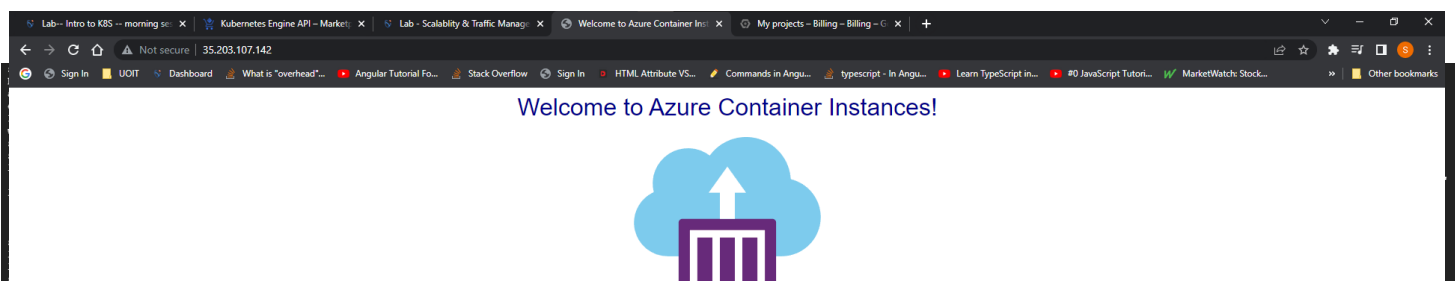 Lab-- Intro to K8S -- morning se
Kubernetes Engine API – Market
Lab - Scalablity & Traffic Manage
Welcome to Azure Container Inst
My projects – Billing – Billing – G
Not secure | 35.203.107.142
S
G Sign In UOIT Dashboard What is "overhead"... Angular Tutorial Fo... Stack Overflow Sign In HTML Attribute VS... Commands in Angu... typescript - In Angu... Learn TypeScript in... #0 JavaScript Tutori... MarketWatch: Stock... » Other bookmarks
Welcome to Azure Container Instances!